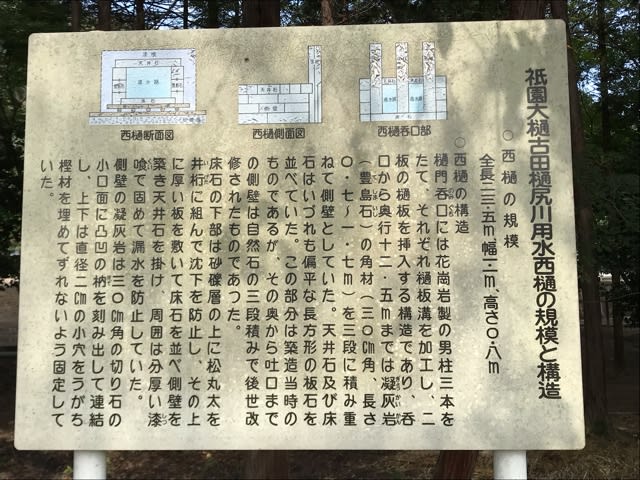 祇園大樋古田樋尻川用水西樋の規模と構造
○西樋の規模
全長二三・五m幅一・一m、高さ〇・八m
○西樋の構造
樋門呑口には花崗岩製の男柱三本を
たて、それぞれ樋板溝を加工し、二
板の樋板を挿入する構造であり、呑
口から奥行十二・五mまでは凝灰岩
(豊島石)の角材(三〇㎝角、長さ
〇・七〜一・七m)を三段に積み重
ねて側壁としていた。天井石及び床
石はいづれも偏平な長方形の板石を
並べていた。この部分は築造当時の
ものであるが、その奥から吐口まで
の側壁は自然石の三段積みで後世改
修されたものであつた。
床石の下部は砂礫層の上に松丸太を
井桁に組んで沈下を防止し、その上
に厚い板を敷いて床石を並べ側壁を
築き天井石を掛け、周囲は分厚い漆
喰で固めて漏水を防止していた。
側壁の凝灰岩は三〇㎝角の切り石の
小口面に凸凹の枘を刻み出して連結
し、上下は直径二㎝の小穴をうがち
樫材を埋めてずれないよう固定して
いた。
西樋呑口部
西樋側面図
西樋断面図
漆喰
天井石
通水路
床石
側壁